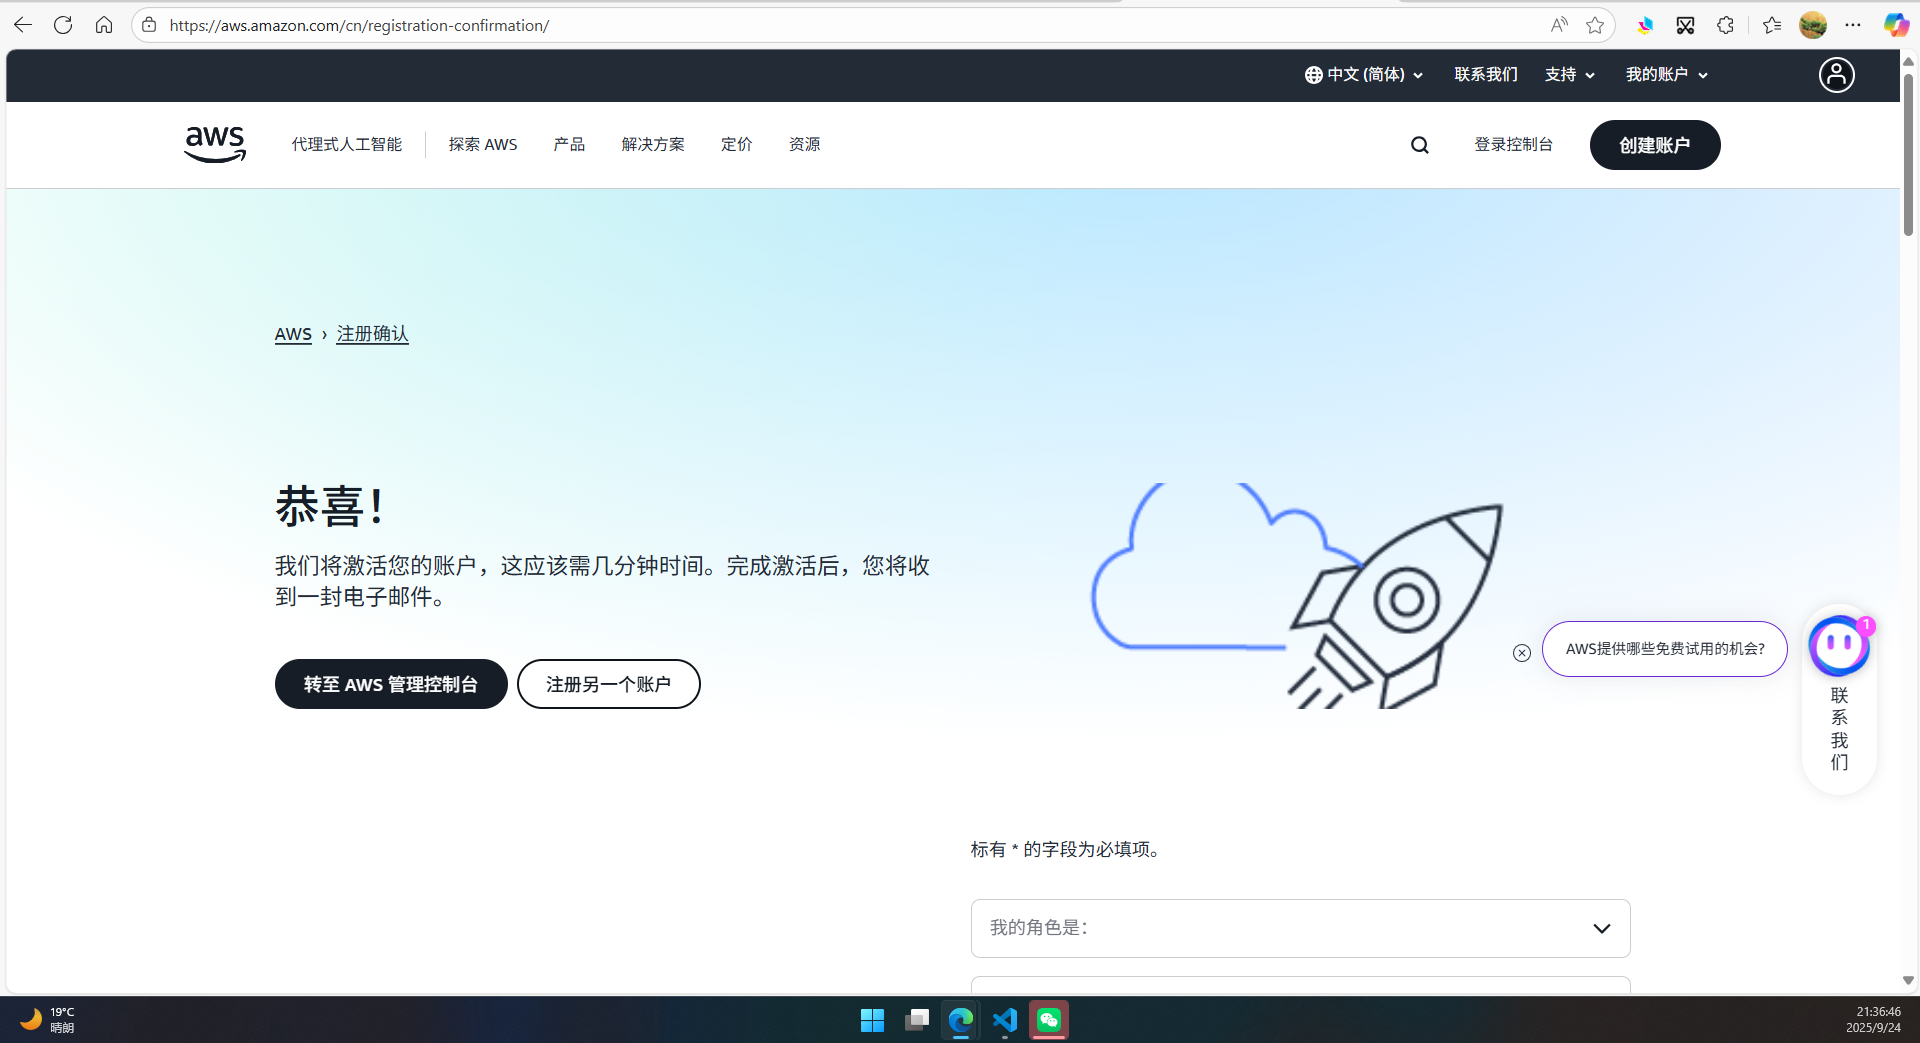 https://aws.amazon.com/cn/registration-confirmation/
中文 (简体) 联系我们 支持 我的账户
aws 代理式人工智能 探索 AWS 产品 解决方案 定价 资源 登录控制台 创建账户
AWS › 注册确认
恭喜！
我们将激活您的账户，这应该需几分钟时间。完成激活后，您将收
到一封电子邮件。
转至 AWS 管理控制台 注册另一个账户
AWS提供哪些免费试用的机会?
1
联
系
我
们
标有 * 的字段为必填项。
我的角色是：
19°C
晴朗
21:36:46
2025/9/24